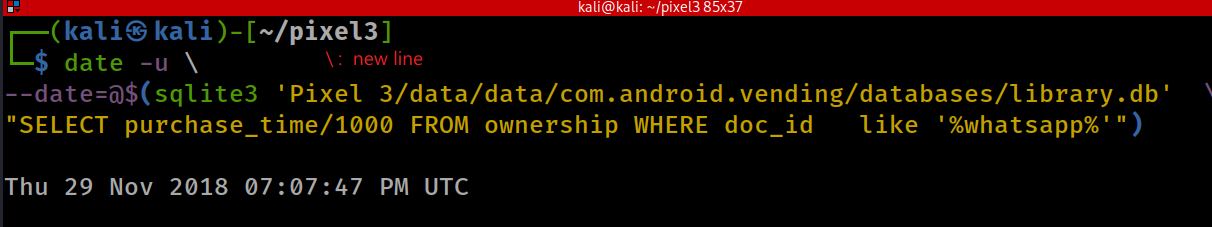 kali@kali: ~/pixel3 85x37
┌──(kali㉿kali)-[~/pixel3]
└─$ date -u \
\: new line
--date=@$(sqlite3 'Pixel 3/data/data/com.android.vending/databases/library.db' \
"SELECT purchase_time/1000 FROM ownership WHERE doc_id   like '%whatsapp%'")
Thu 29 Nov 2018 07:07:47 PM UTC